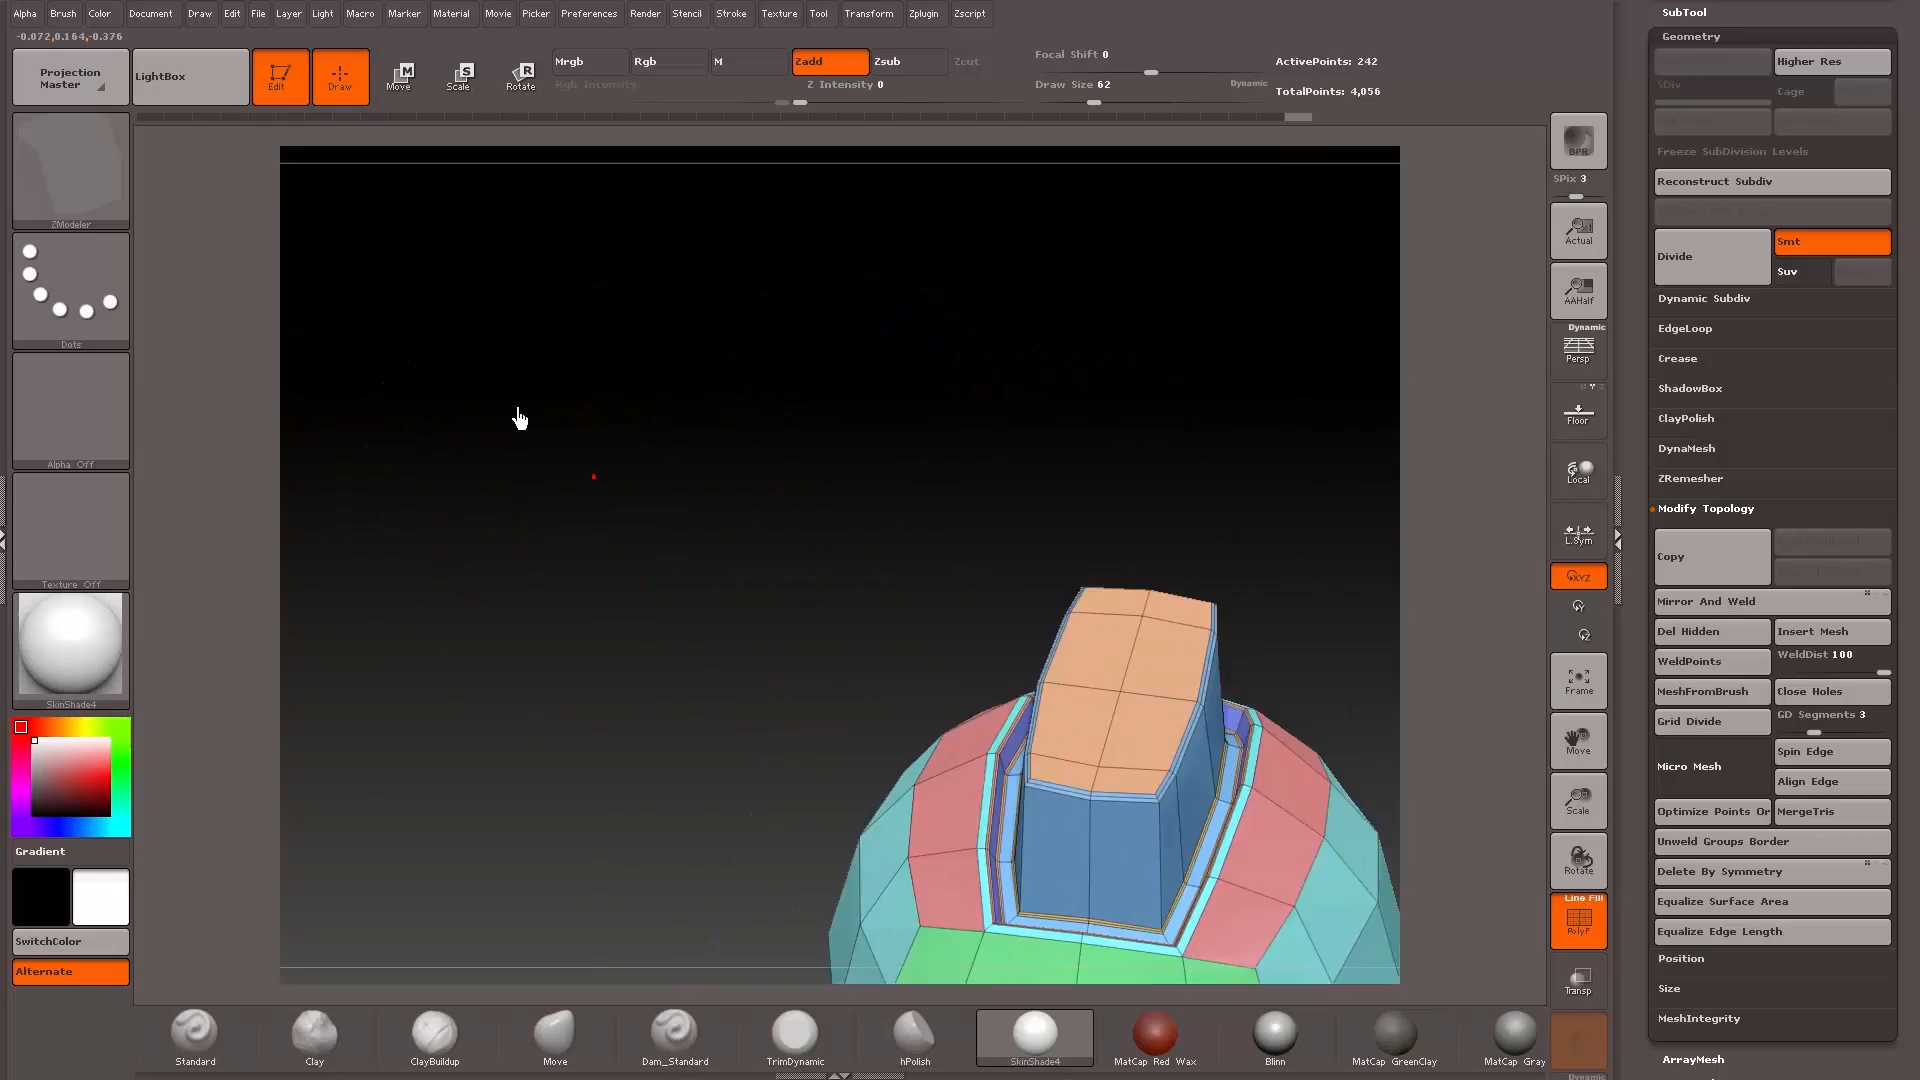 Alpha Brush Color Document Draw Edit File Layer Light Macro Marker Material Movie Picker Preferences Render Stencil Stroke Texture Tool Transform Zplugin Zscript
-0.072,0.164,-0.376
Projection
Master
LightBox
Edit
Draw
Move
Scale
Rotate
Mrgb
Rgb
M
Zadd
Zsub
Zcut
Rgb Intensity
Z Intensity 0
Focal Shift 0
Draw Size 62
Dynamic
ActivePoints: 242
TotalPoints: 4,056
ZModeler
Dots
Alpha Off
Texture Off
SkinShade4
Gradient
SwitchColor
Alternate
BPR
SPix 3
Actual
AAHalf
Dynamic
Persp
Floor
Local
L.Sym
XYZ
Frame
Move
Scale
Rotate
Line Fill
PolyF
Transp
Dynamic
SubTool
Geometry
Higher Res
SDiv
Cage
Freeze SubDivision Levels
Reconstruct Subdiv
Divide
Smt
Suv
Dynamic Subdiv
EdgeLoop
Crease
ShadowBox
ClayPolish
DynaMesh
ZRemesher
Modify Topology
Copy
Mirror And Weld
Del Hidden
Insert Mesh
WeldPoints
WeldDist 100
MeshFromBrush
Close Holes
Grid Divide
GD Segments 3
Micro Mesh
Spin Edge
Align Edge
Optimize Points Or
MergeTris
Unweld Groups Border
Delete By Symmetry
Equalize Surface Area
Equalize Edge Length
Position
Size
MeshIntegrity
ArrayMesh
Standard
Clay
ClayBuildup
Move
Dam_Standard
TrimDynamic
hPolish
SkinShade4
MatCap Red Wax
Blinn
MatCap GreenClay
MatCap Gray